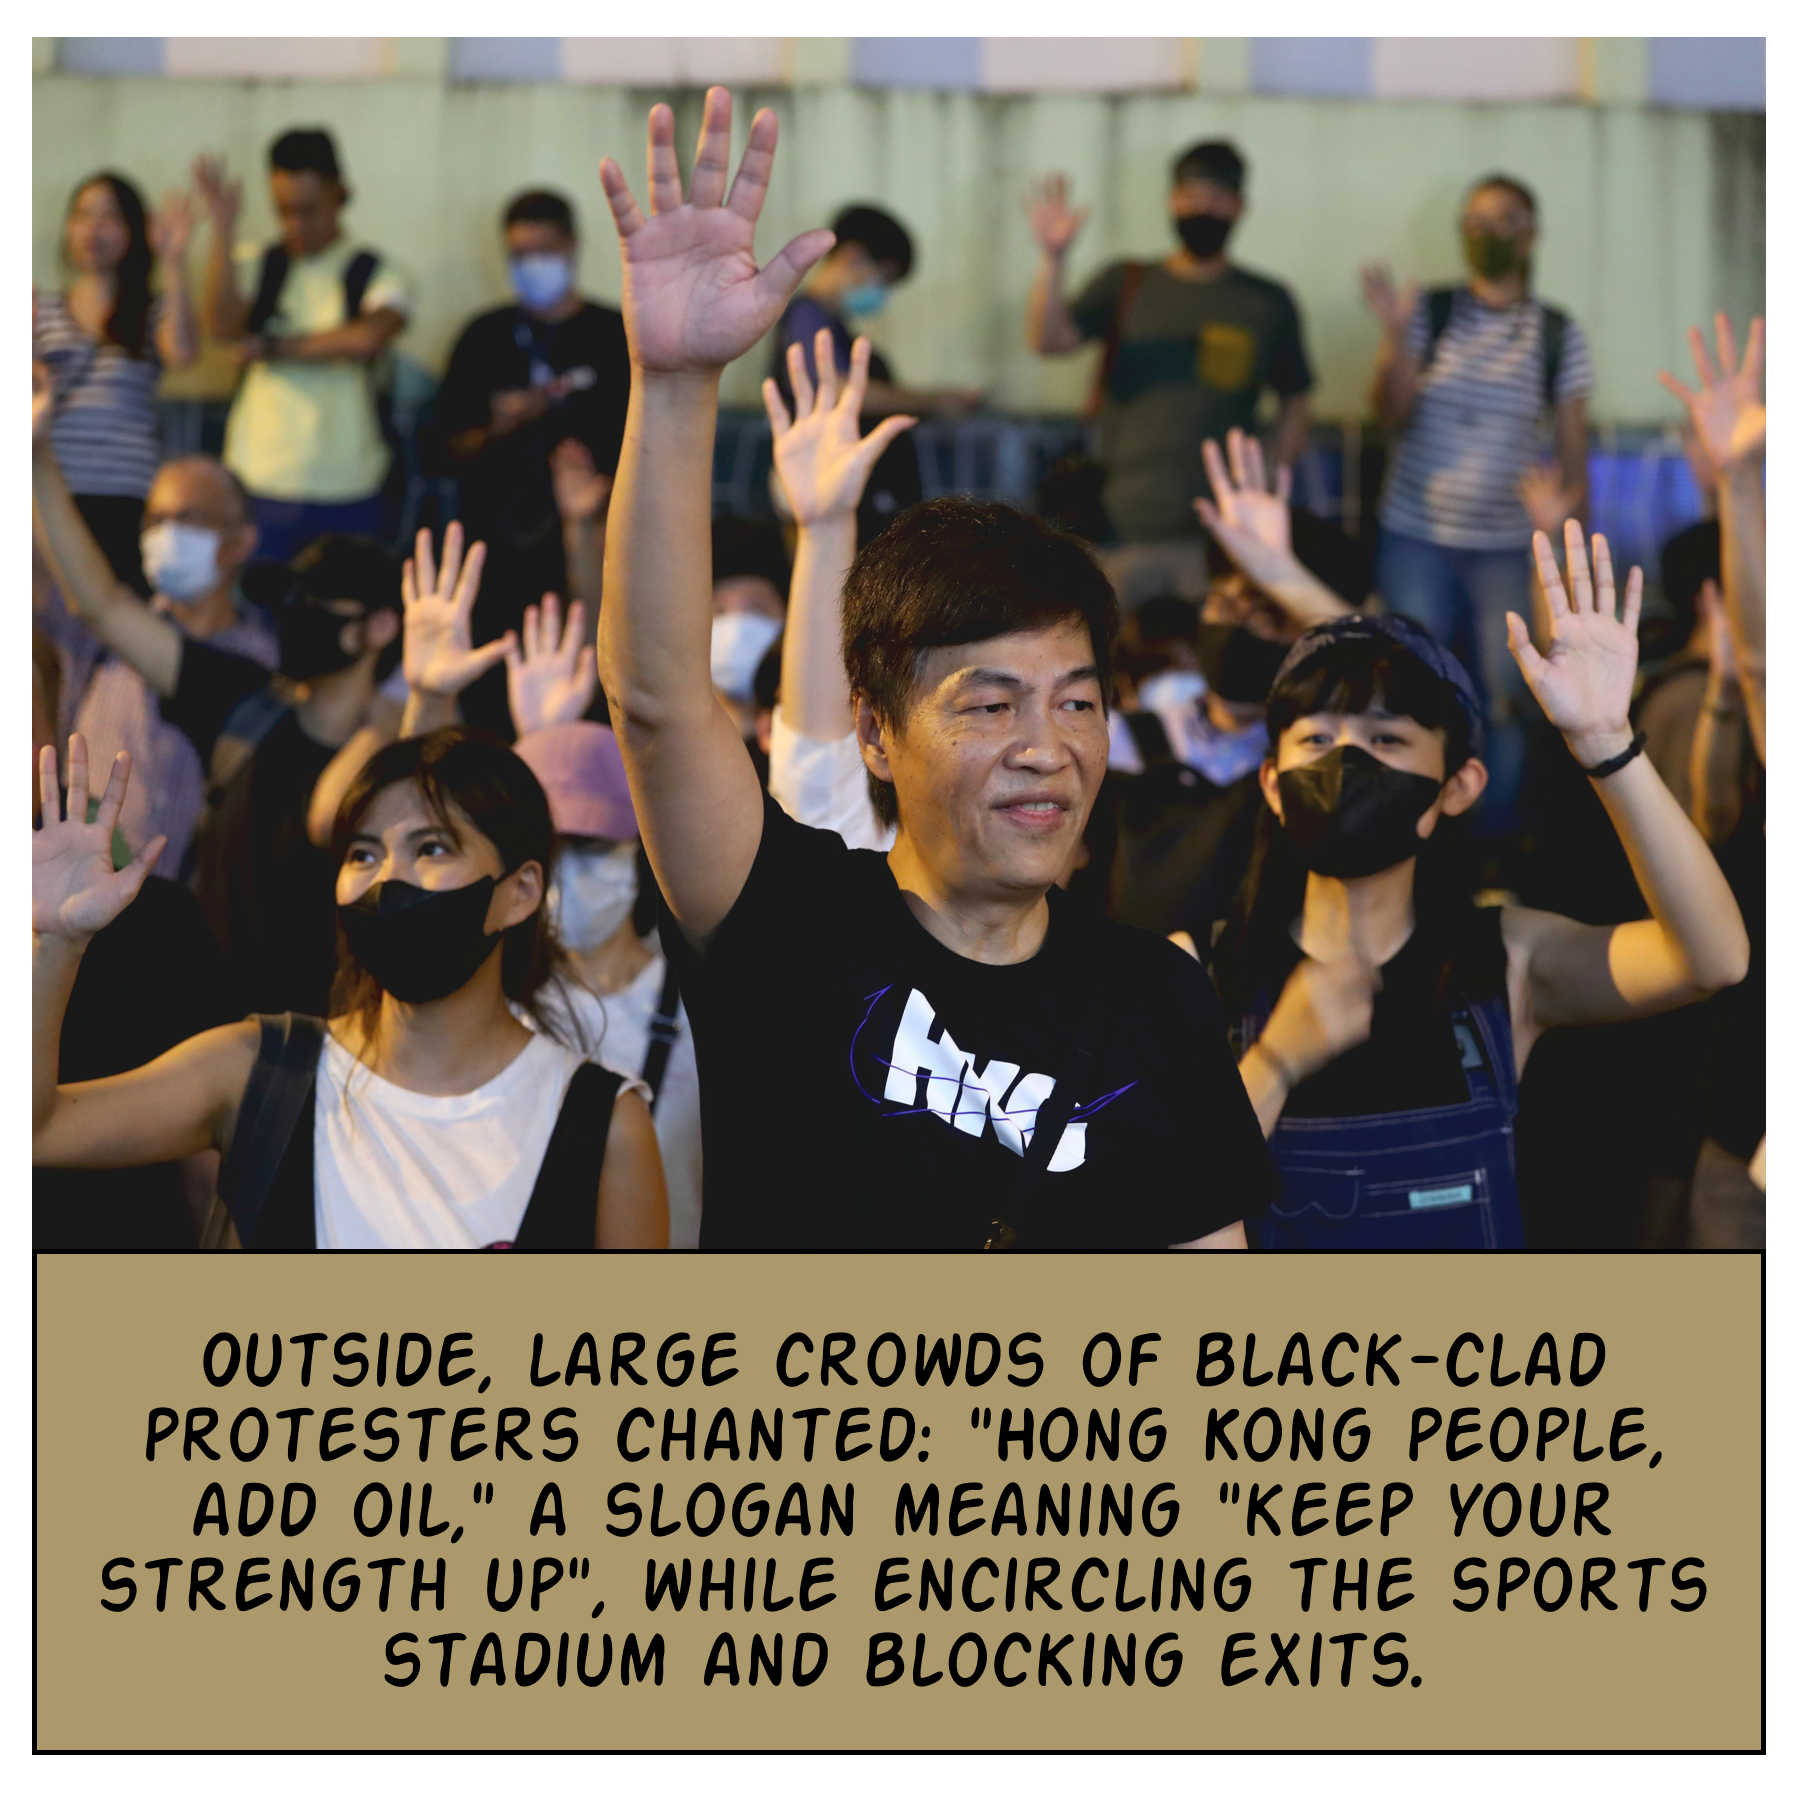 OUTSIDE, LARGE CROWDS OF BLACK-CLAD
PROTESTERS CHANTED: "HONG KONG PEOPLE,
ADD OIL," A SLOGAN MEANING "KEEP YOUR
STRENGTH UP", WHILE ENCIRCLING THE SPORTS
STADIUM AND BLOCKING EXITS.